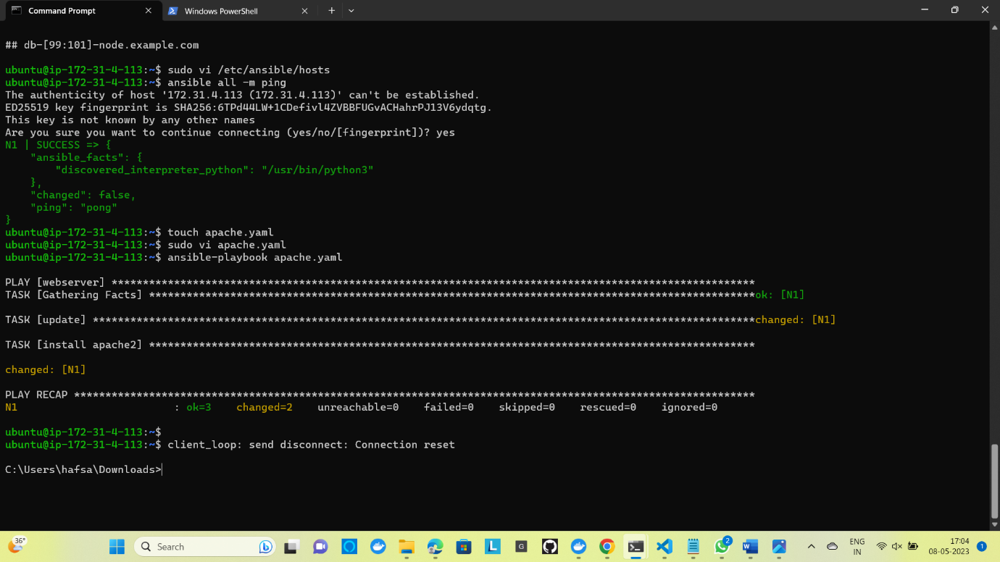 Command Prompt
Windows PowerShell
## db-[99:101]-node.example.com
ubuntu@ip-172-31-4-113:~$ sudo vi /etc/ansible/hosts
ubuntu@ip-172-31-4-113:~$ ansible all -m ping
The authenticity of host '172.31.4.113 (172.31.4.113)' can't be established.
ED25519 key fingerprint is SHA256:6TPd44LW+1CDefivl4ZVBBFUGvACHahrPJ13V6ydqtg.
This key is not known by any other names
Are you sure you want to continue connecting (yes/no/[fingerprint])? yes
N1 | SUCCESS => {
    "ansible_facts": {
        "discovered_interpreter_python": "/usr/bin/python3"
    },
    "changed": false,
    "ping": "pong"
}
ubuntu@ip-172-31-4-113:~$ touch apache.yaml
ubuntu@ip-172-31-4-113:~$ sudo vi apache.yaml
ubuntu@ip-172-31-4-113:~$ ansible-playbook apache.yaml
PLAY [webserver] *******************************************************************************************************
TASK [Gathering Facts] *************************************************************************************************ok: [N1]
TASK [update] **********************************************************************************************************changed: [N1]
TASK [install apache2] *************************************************************************************************
changed: [N1]
PLAY RECAP *************************************************************************************************************
N1                         : ok=3    changed=2    unreachable=0    failed=0    skipped=0    rescued=0    ignored=0
ubuntu@ip-172-31-4-113:~$
ubuntu@ip-172-31-4-113:~$ client_loop: send disconnect: Connection reset
C:\Users\hafsa\Downloads>
36°
Search
L
G
2
W
ENG
IN
17:04
08-05-2023
1